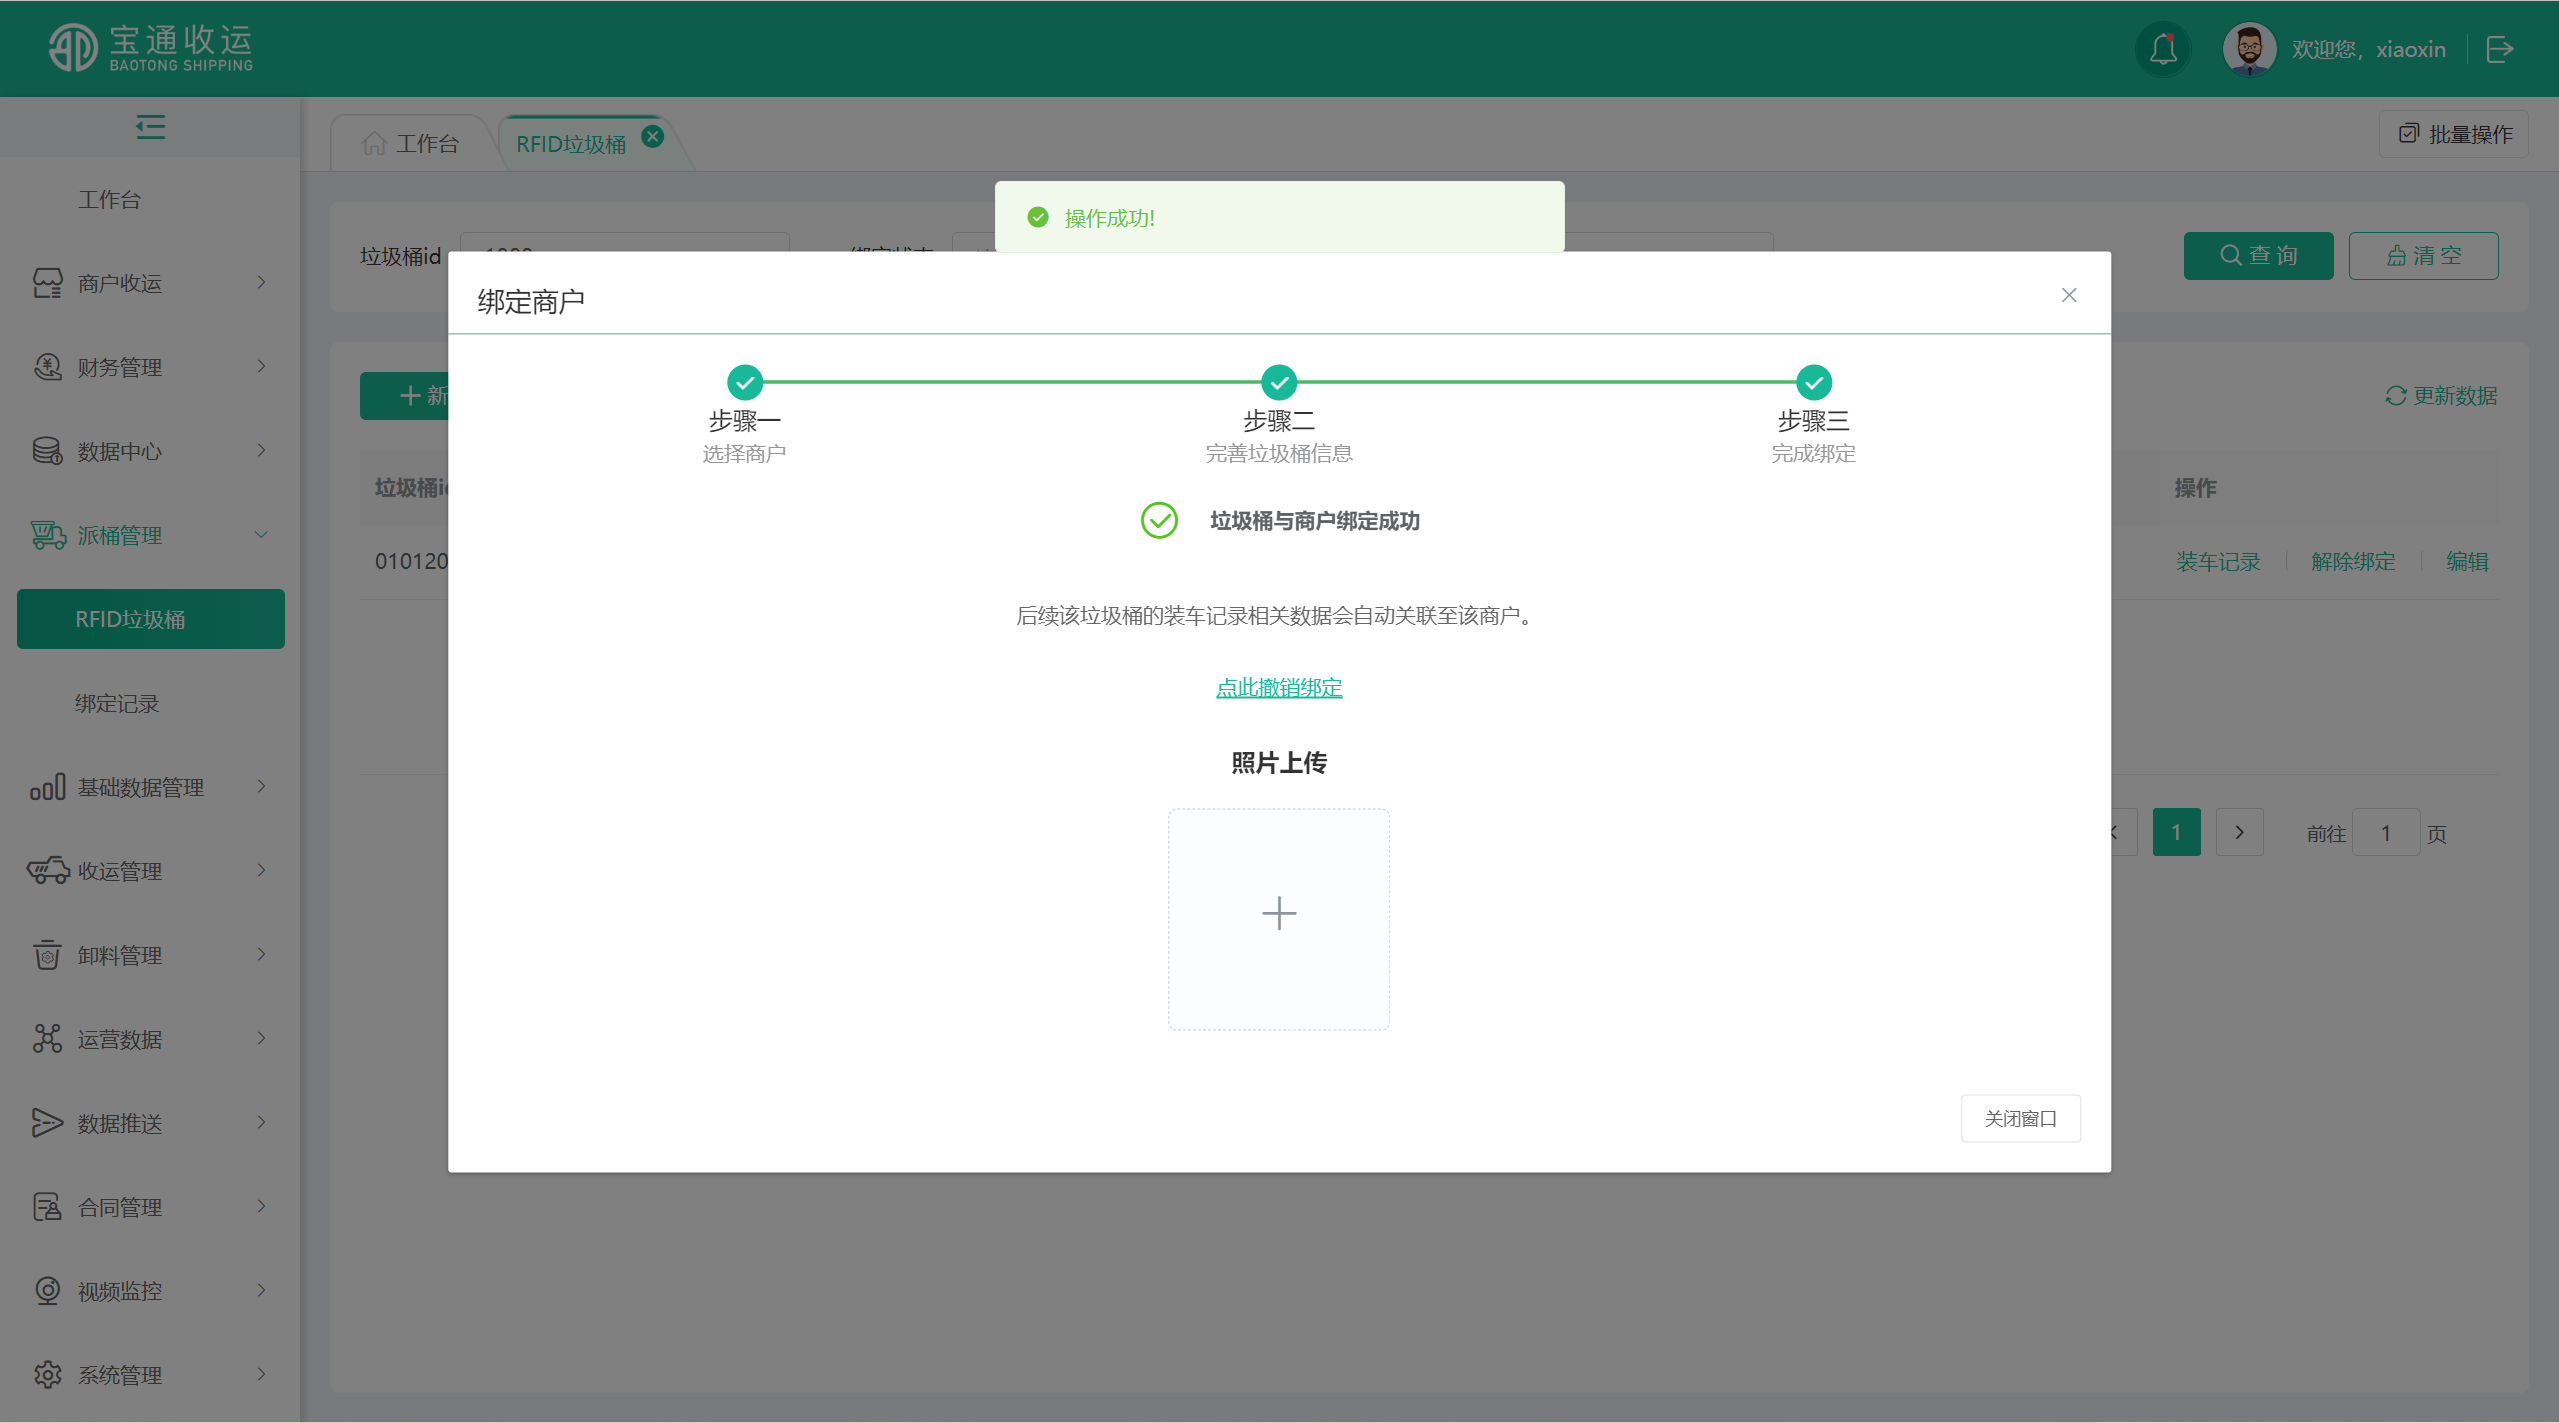 宝通收运
BAOTONG SHIPPING
欢迎您，xiaoxin
工作台
RFID垃圾桶
批量操作
操作成功!
工作台
商户收运
财务管理
数据中心
派桶管理
RFID垃圾桶
绑定记录
基础数据管理
收运管理
卸料管理
运营数据
数据推送
合同管理
视频监控
系统管理
垃圾桶id
查 询
清 空
新
更新数据
垃圾桶i
操作
010120
装车记录
解除绑定
编辑
1
前往 1 页
绑定商户
步骤一
选择商户
步骤二
完善垃圾桶信息
步骤三
完成绑定
垃圾桶与商户绑定成功
后续该垃圾桶的装车记录相关数据会自动关联至该商户。
点此撤销绑定
照片上传
关闭窗口